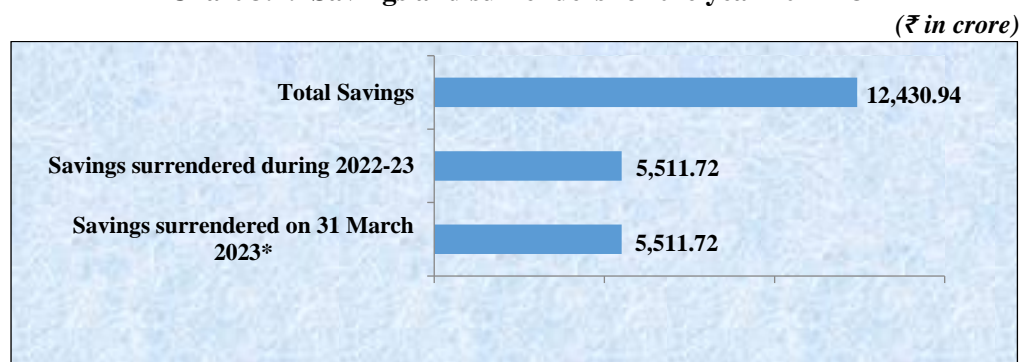 (₹ in crore)
Total Savings
12,430.94
Savings surrendered during 2022-23
5,511.72
Savings surrendered on 31 March
2023*
5,511.72